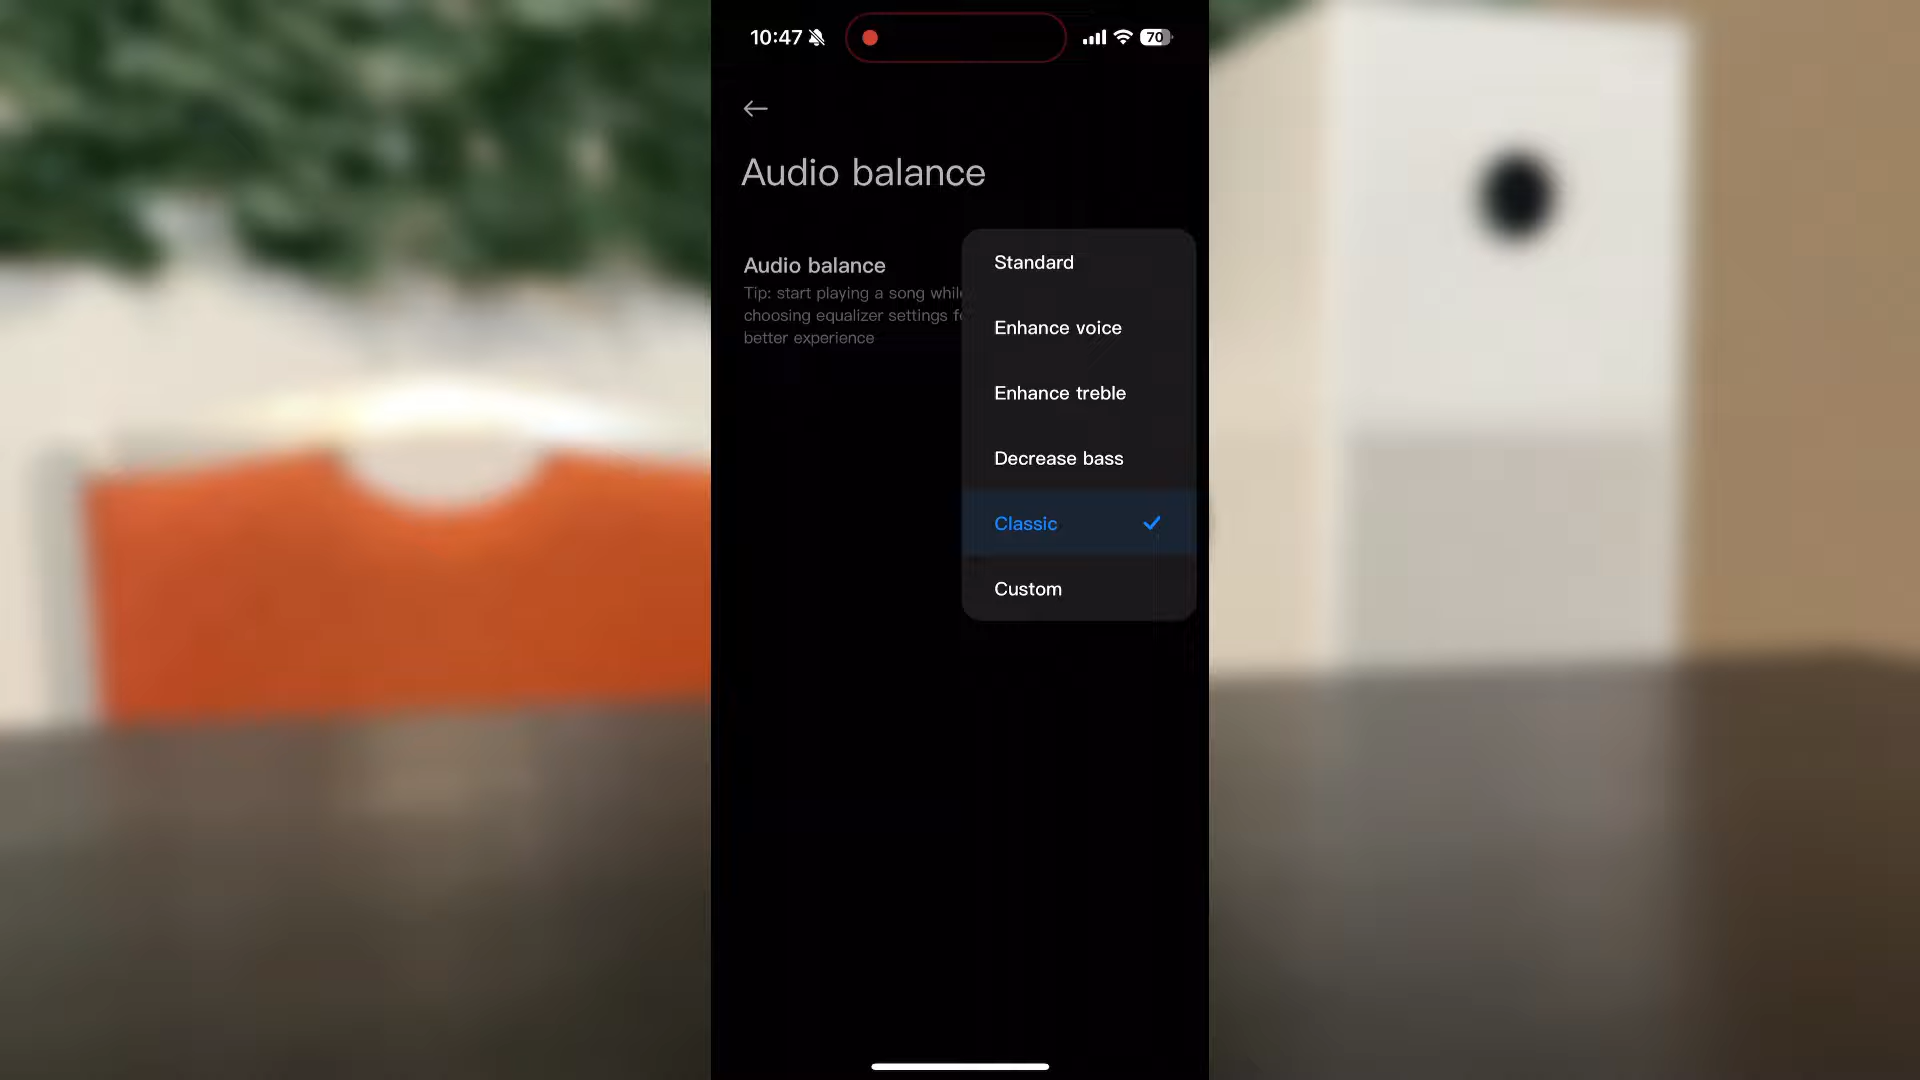 10:47
70
Audio balance
Audio balance
Tip: start playing a song
choosing equalizer settings
better experience
Standard
Enhance voice
Enhance treble
Decrease bass
Classic
Custom